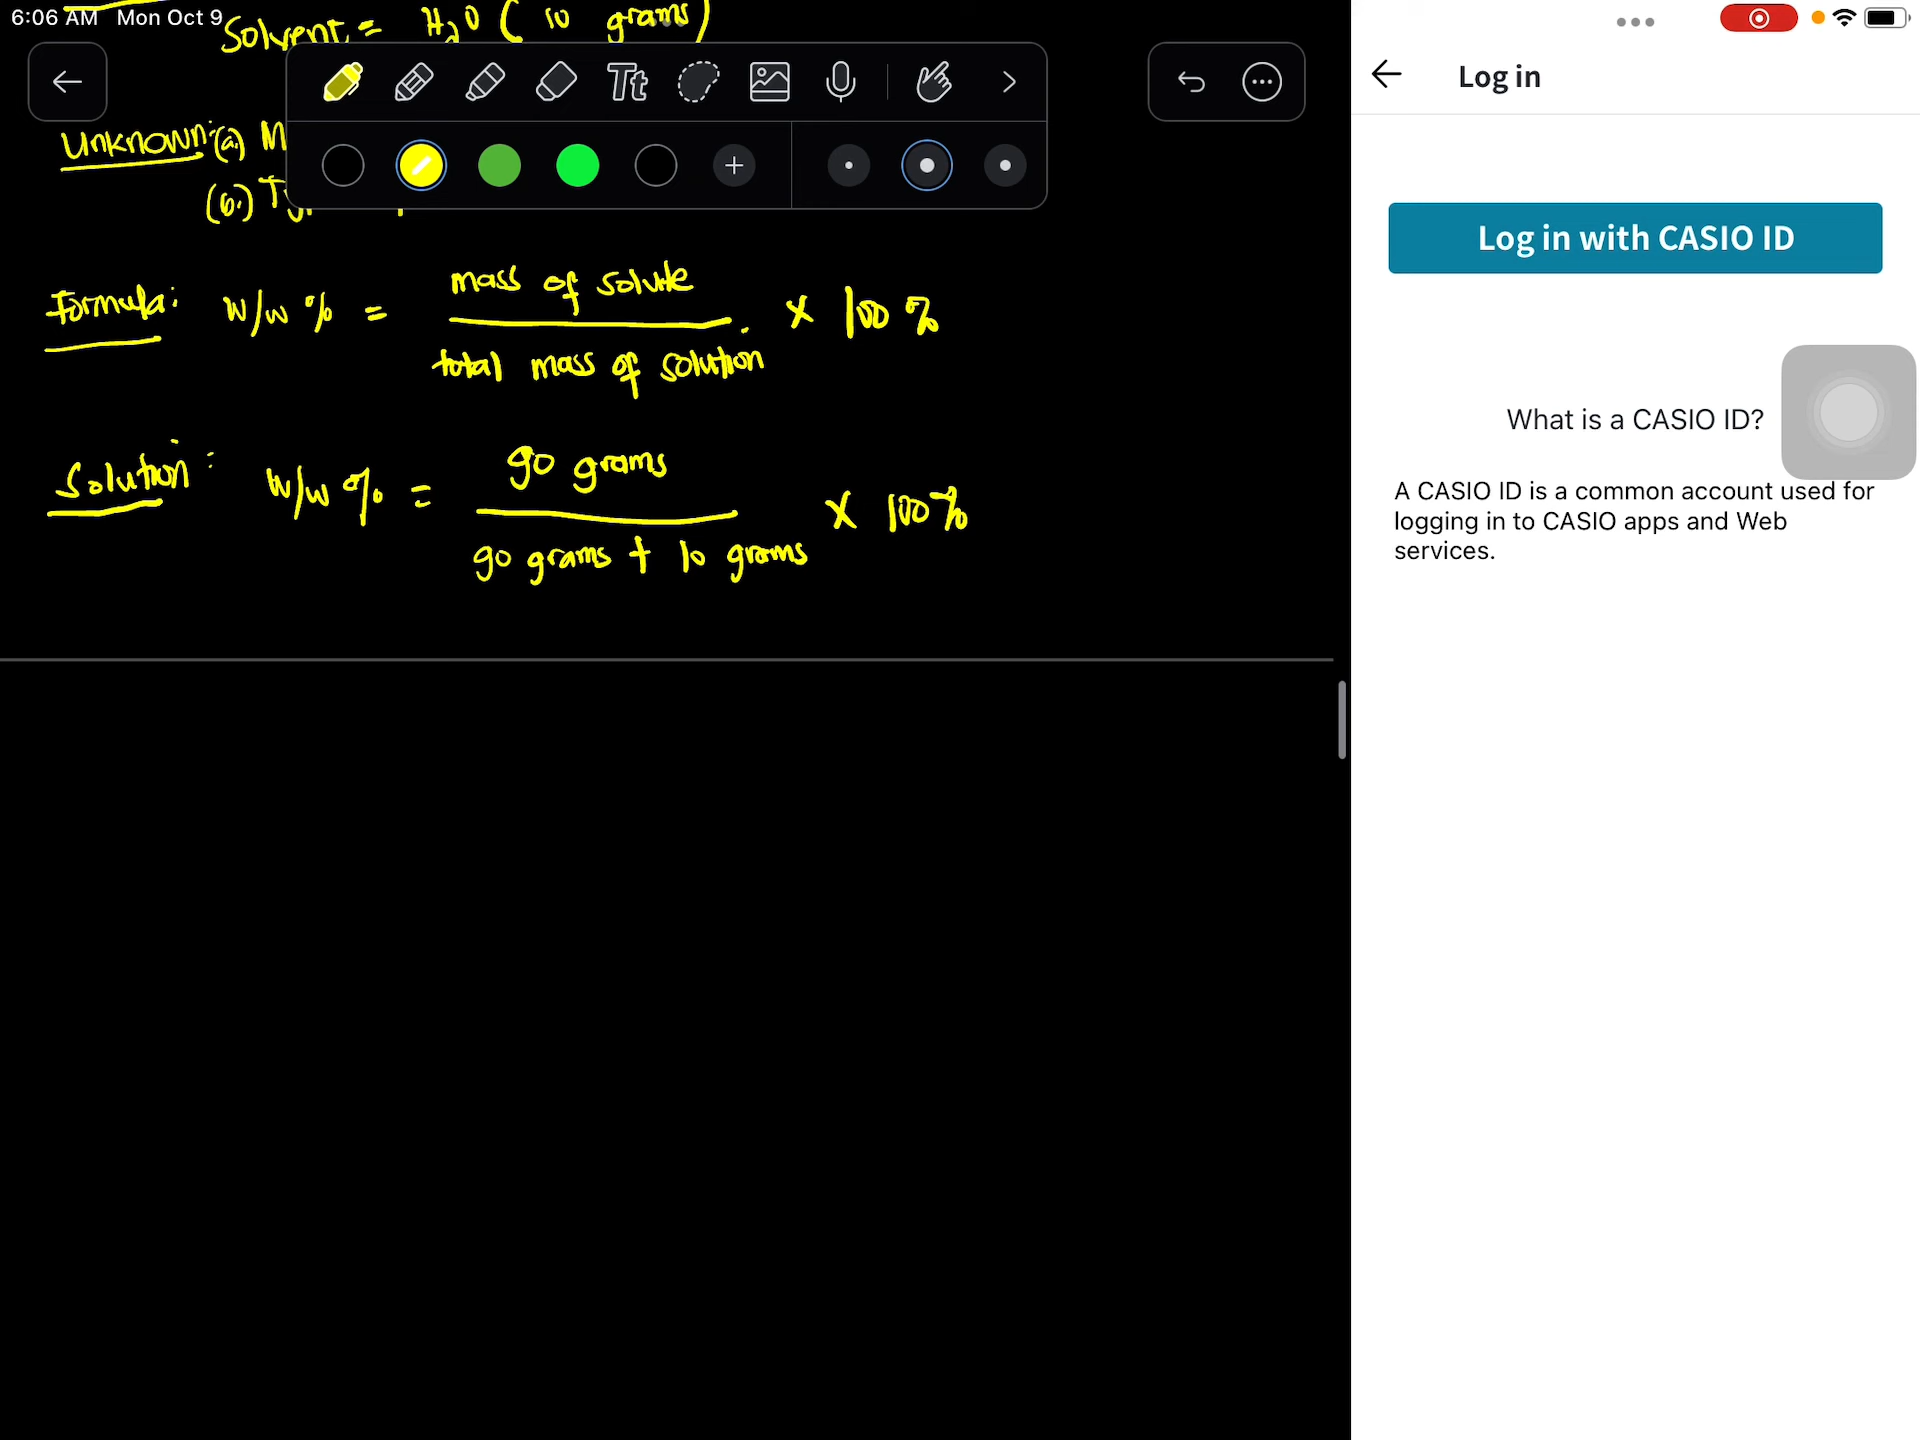 6:06 AM Mon Oct 9
Solvent = H₂O ( 10 grams)
Tt
Unknown: (a.) M
(b.)
Formula: w/w % = mass of solute
total mass of solution × 100 %
Solution: w/w % = 90 grams
90 grams + 10 grams × 100%
Log in
Log in with CASIO ID
What is a CASIO ID?
A CASIO ID is a common account used for
logging in to CASIO apps and Web
services.